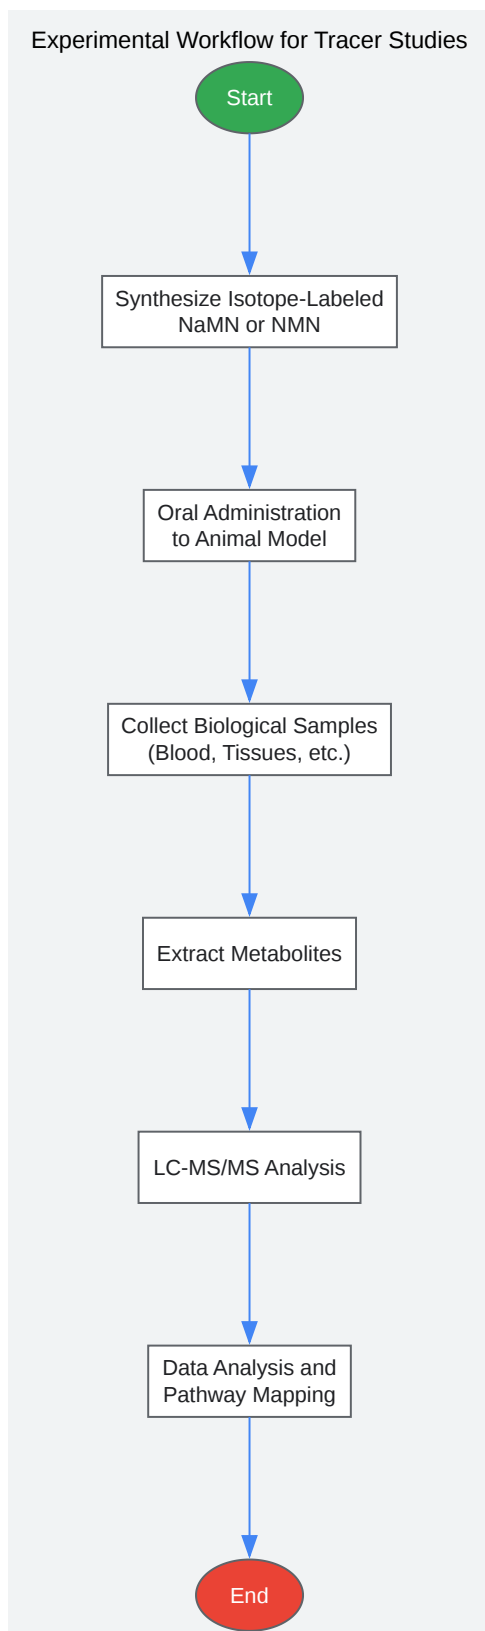 Experimental Workflow for Tracer Studies
Start
Synthesize Isotope-Labeled
NaMN or NMN
Oral Administration
to Animal Model
Collect Biological Samples
(Blood, Tissues, etc.)
Extract Metabolites
LC-MS/MS Analysis
Data Analysis and
Pathway Mapping
End